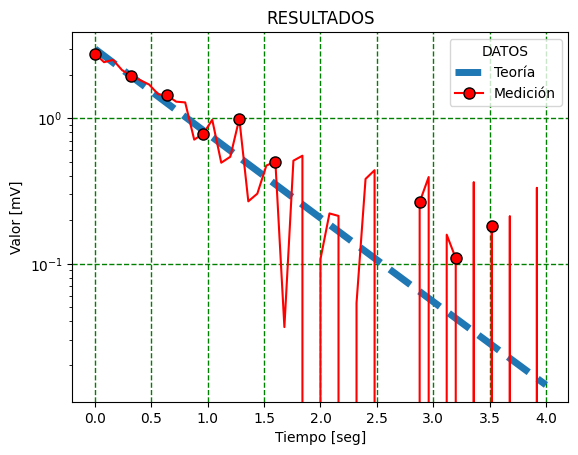 RESULTADOS
DATOS
Teoría
Medición
Valor [mV]
10⁰
10⁻¹
0.0 0.5 1.0 1.5 2.0 2.5 3.0 3.5 4.0
Tiempo [seg]